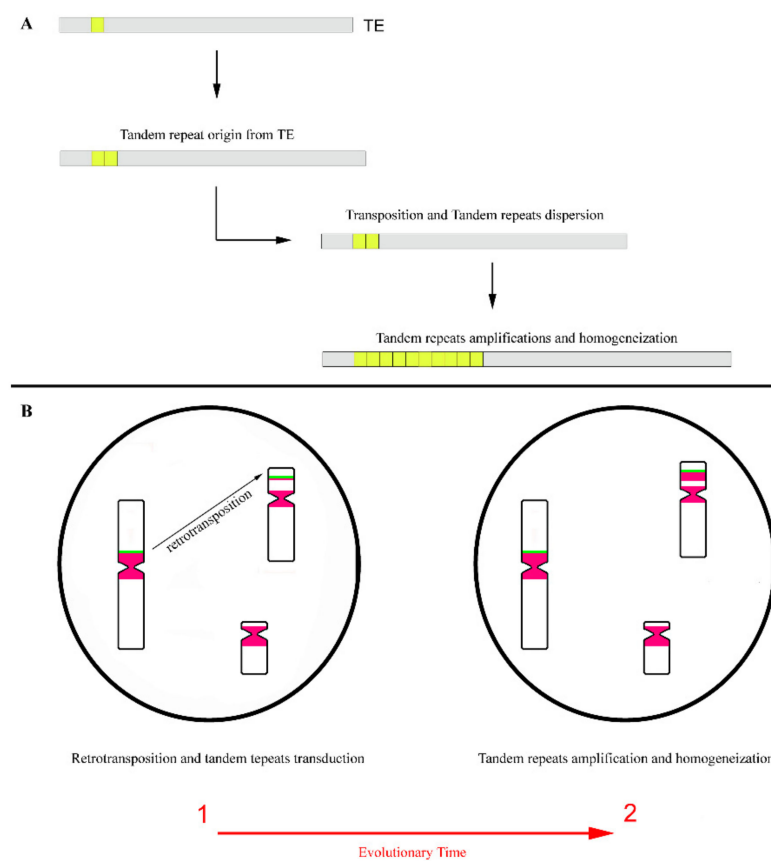 A
TE
Tandem repeat origin from TE
Transposition and Tandem repeats dispersion
Tandem repeats amplifications and homogeneization
B
retrotransposition
Retrotransposition and tandem tepeats transduction
Tandem repeats amplification and homogeneization
1
2
Evolutionary Time